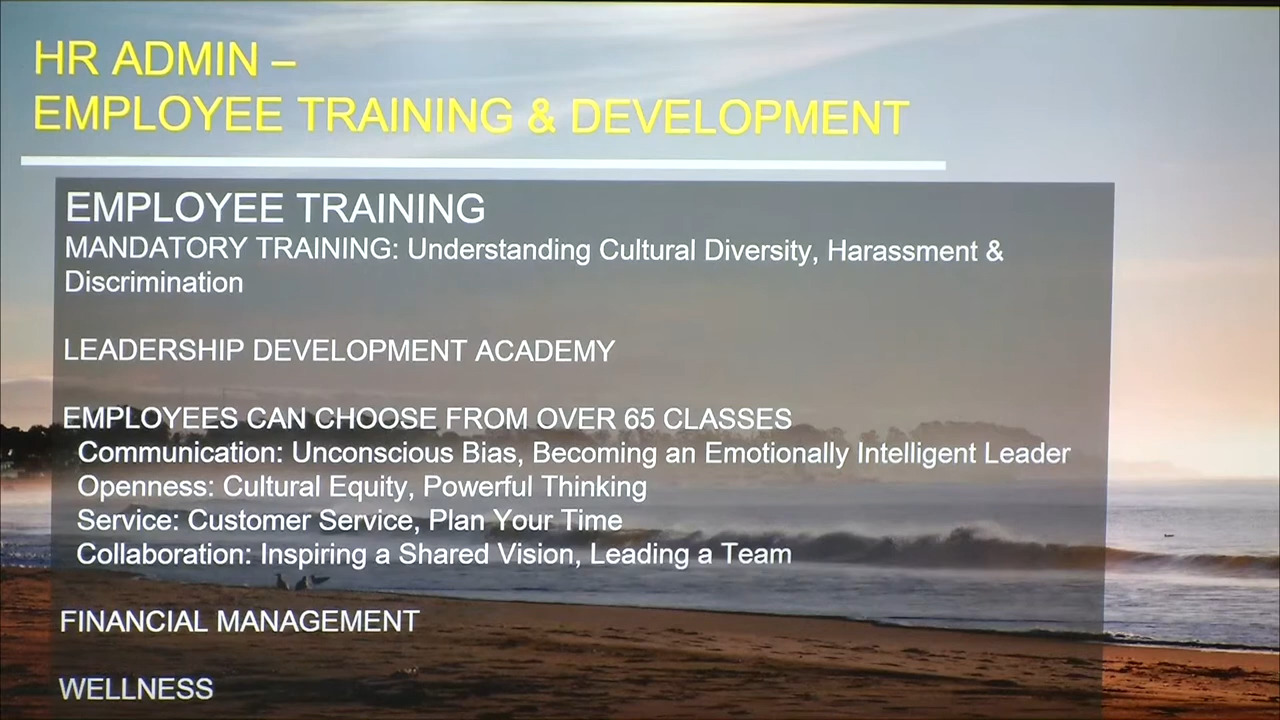 HR ADMIN –
EMPLOYEE TRAINING & DEVELOPMENT
EMPLOYEE TRAINING
MANDATORY TRAINING: Understanding Cultural Diversity, Harassment &
Discrimination
LEADERSHIP DEVELOPMENT ACADEMY
EMPLOYEES CAN CHOOSE FROM OVER 65 CLASSES
Communication: Unconscious Bias, Becoming an Emotionally Intelligent Leader
Openness: Cultural Equity, Powerful Thinking
Service: Customer Service, Plan Your Time
Collaboration: Inspiring a Shared Vision, Leading a Team
FINANCIAL MANAGEMENT
WELLNESS